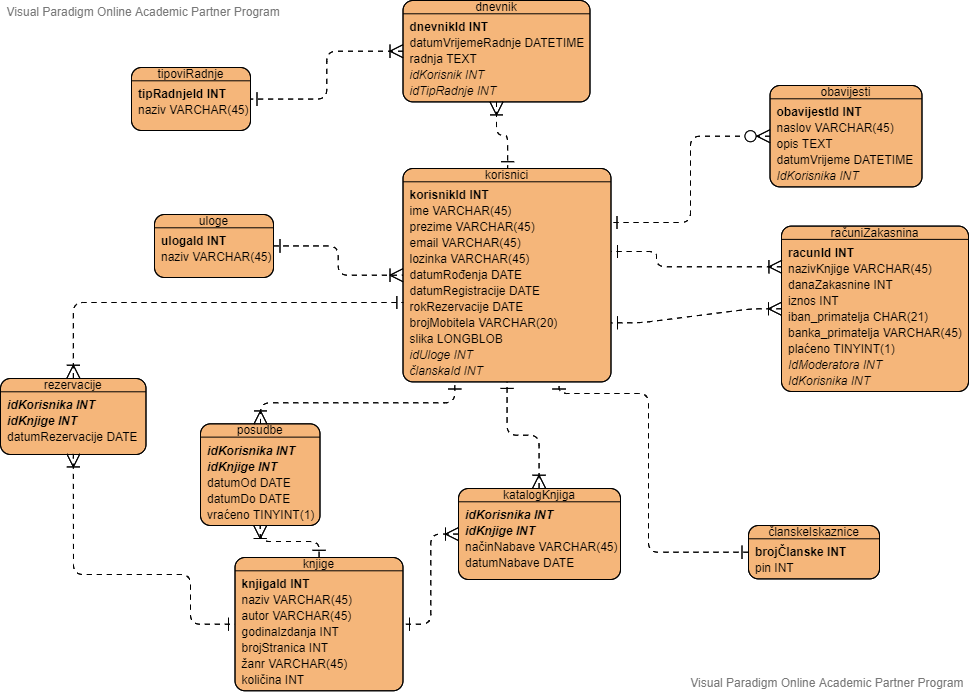 Visual Paradigm Online Academic Partner Program
dnevnik
dnevnikId INT
datumVrijemeRadnje DATETIME
radnja TEXT
idKorisnik INT
idTipRadnje INT
tipoviRadnje
tipRadnjeId INT
naziv VARCHAR(45)
obavijesti
obavijestId INT
naslov VARCHAR(45)
opis TEXT
datumVrijeme DATETIME
IdKorisnika INT
korisnici
korisnikId INT
ime VARCHAR(45)
prezime VARCHAR(45)
email VARCHAR(45)
lozinka VARCHAR(45)
datumRođenja DATE
datumRegistracije DATE
rokRezervacije DATE
brojMobitela VARCHAR(20)
slika LONGBLOB
idUloge INT
članskaId INT
uloge
ulogaId INT
naziv VARCHAR(45)
računiZakasnina
racunId INT
nazivKnjige VARCHAR(45)
danaZakasnine INT
iznos INT
iban_primatelja CHAR(21)
banka_primatelja VARCHAR(45)
plaćeno TINYINT(1)
IdModeratora INT
IdKorisnika INT
rezervacije
idKorisnika INT
idKnjige INT
datumRezervacije DATE
posudbe
idKorisnika INT
idKnjige INT
datumOd DATE
datumDo DATE
vraćeno TINYINT(1)
katalogKnjiga
idKorisnika INT
idKnjige INT
načinNabave VARCHAR(45)
datumNabave DATE
članskeIskaznice
brojČlanske INT
pin INT
knjige
knjigaId INT
naziv VARCHAR(45)
autor VARCHAR(45)
godinaIzdanja INT
brojStranica INT
žanr VARCHAR(45)
količina INT
Visual Paradigm Online Academic Partner Program